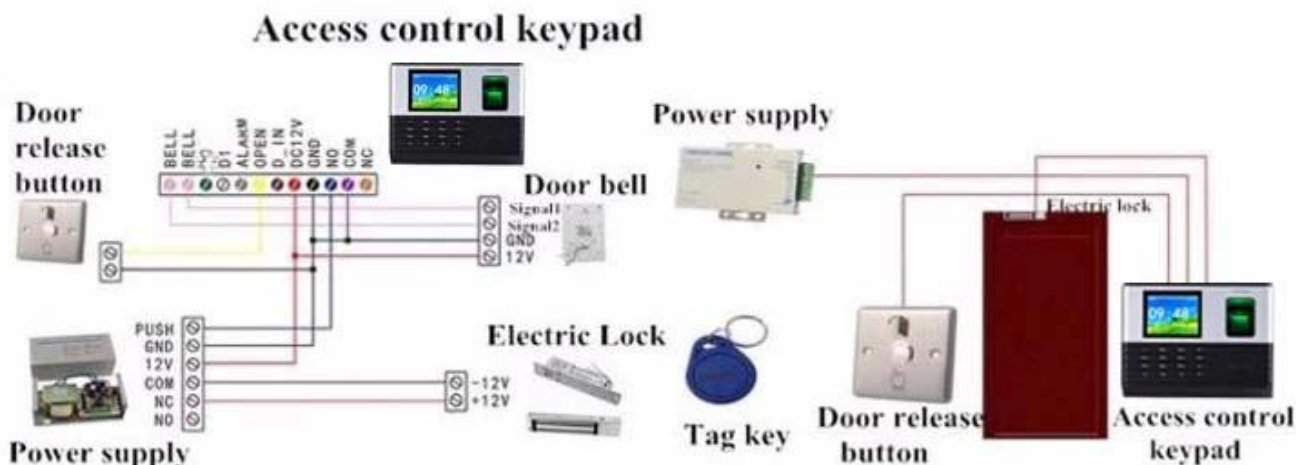 Access control keypad
Door
release
button
BELL
BELL
D1
ALAHM
OPEN
D_IN
DC12V
GND
NO
COM
NC
09:48
Door bell
Signal1
Signal2
GND
12V
PUSH
GND
12V
COM
NC
NO
Power supply
Electric Lock
-12V
+12V
Tag key
Power supply
Electric lock
09:48
Door release
button
Access control
keypad